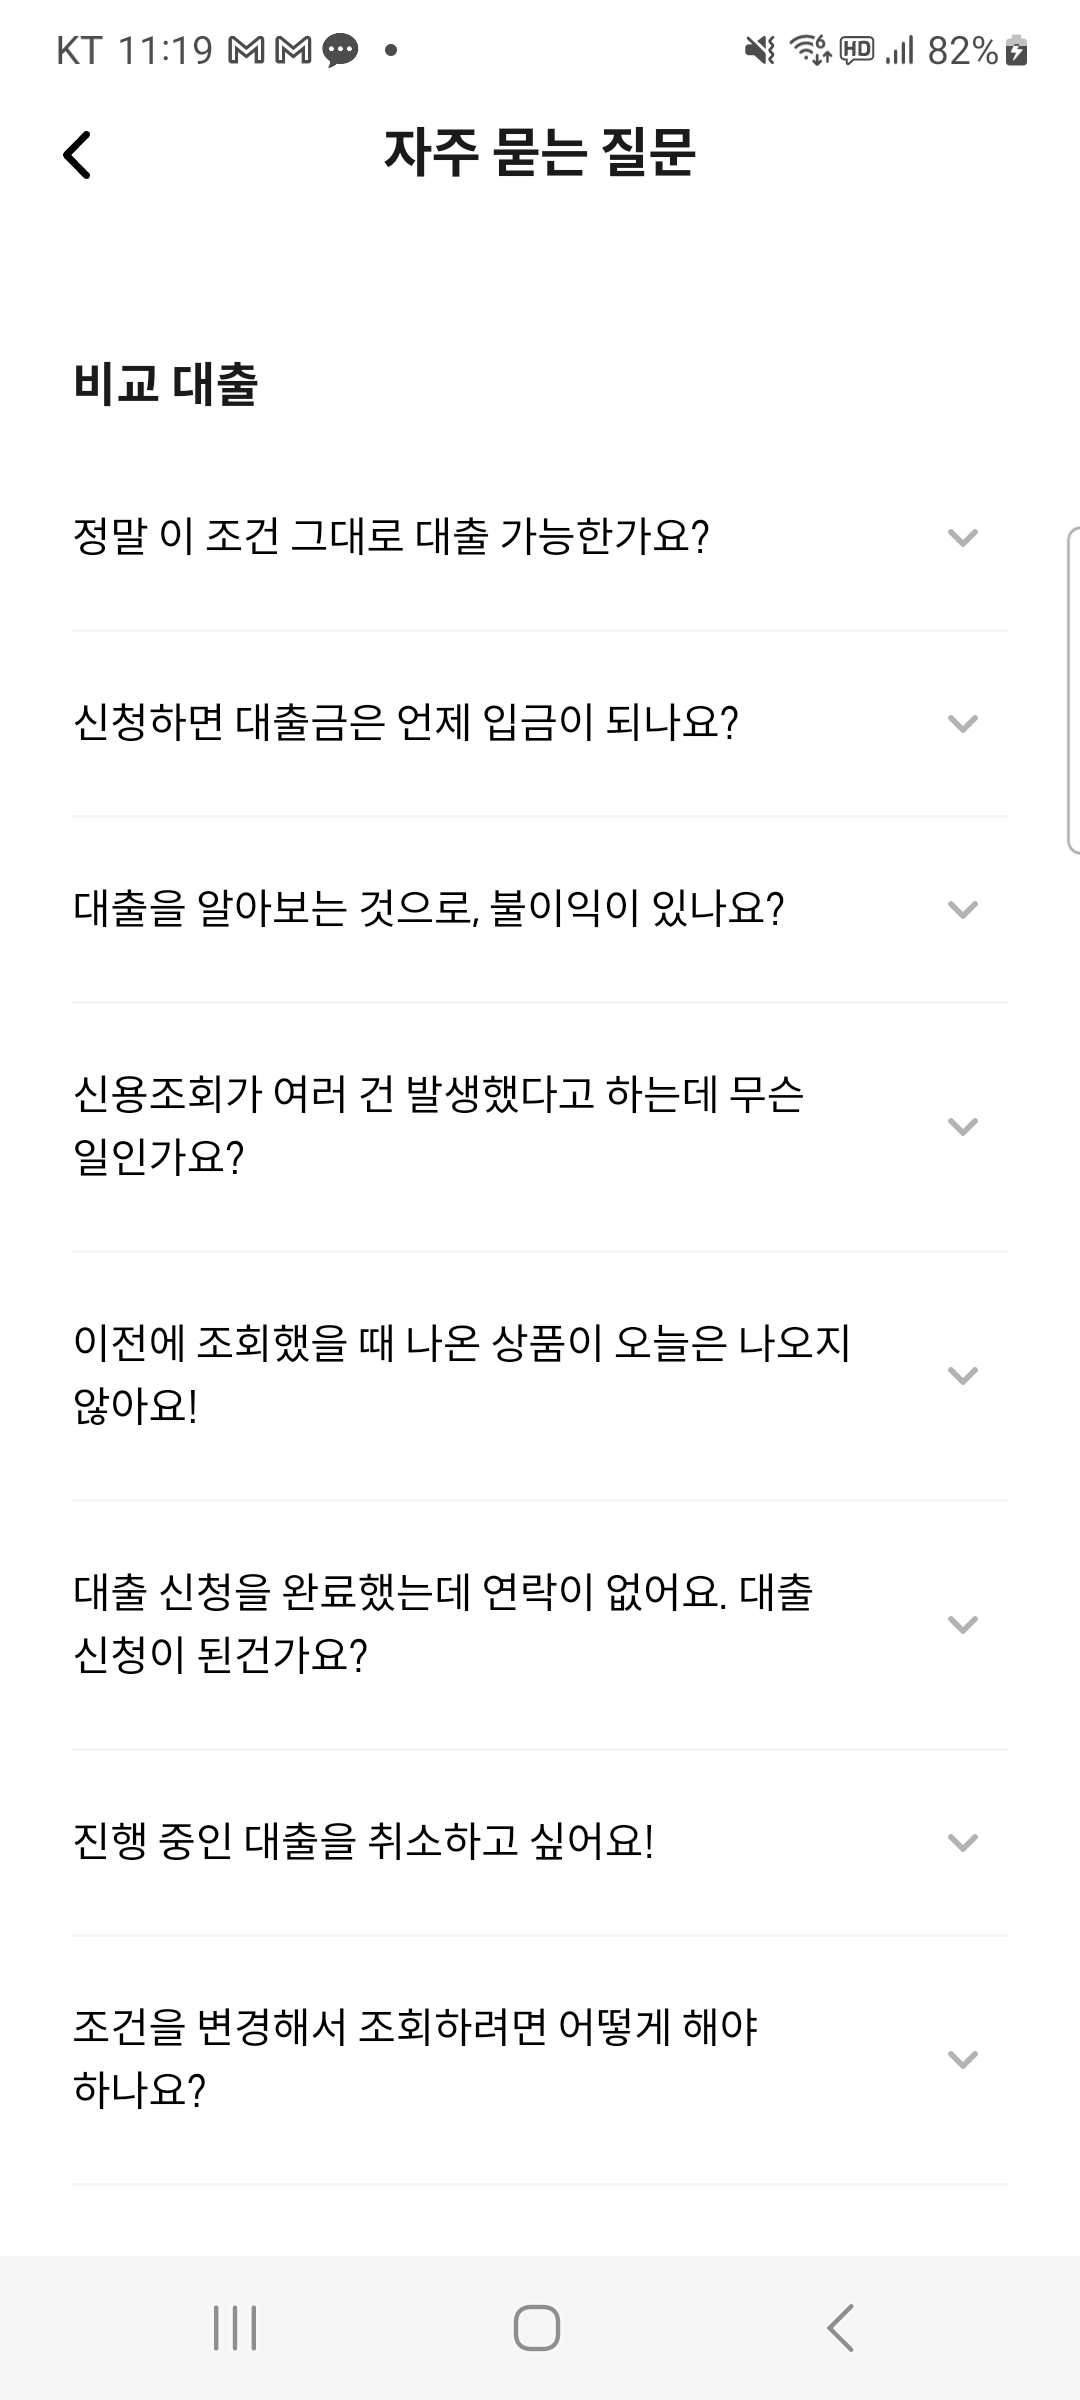 KT 11:19
HD 82%
자주 묻는 질문
비교 대출
정말 이 조건 그대로 대출 가능한가요?
신청하면 대출금은 언제 입금이 되나요?
대출을 알아보는 것으로, 불이익이 있나요?
신용조회가 여러 건 발생했다고 하는데 무슨
일인가요?
이전에 조회했을 때 나온 상품이 오늘은 나오지
않아요!
대출 신청을 완료했는데 연락이 없어요. 대출
신청이 된건가요?
진행 중인 대출을 취소하고 싶어요!
조건을 변경해서 조회하려면 어떻게 해야
하나요?